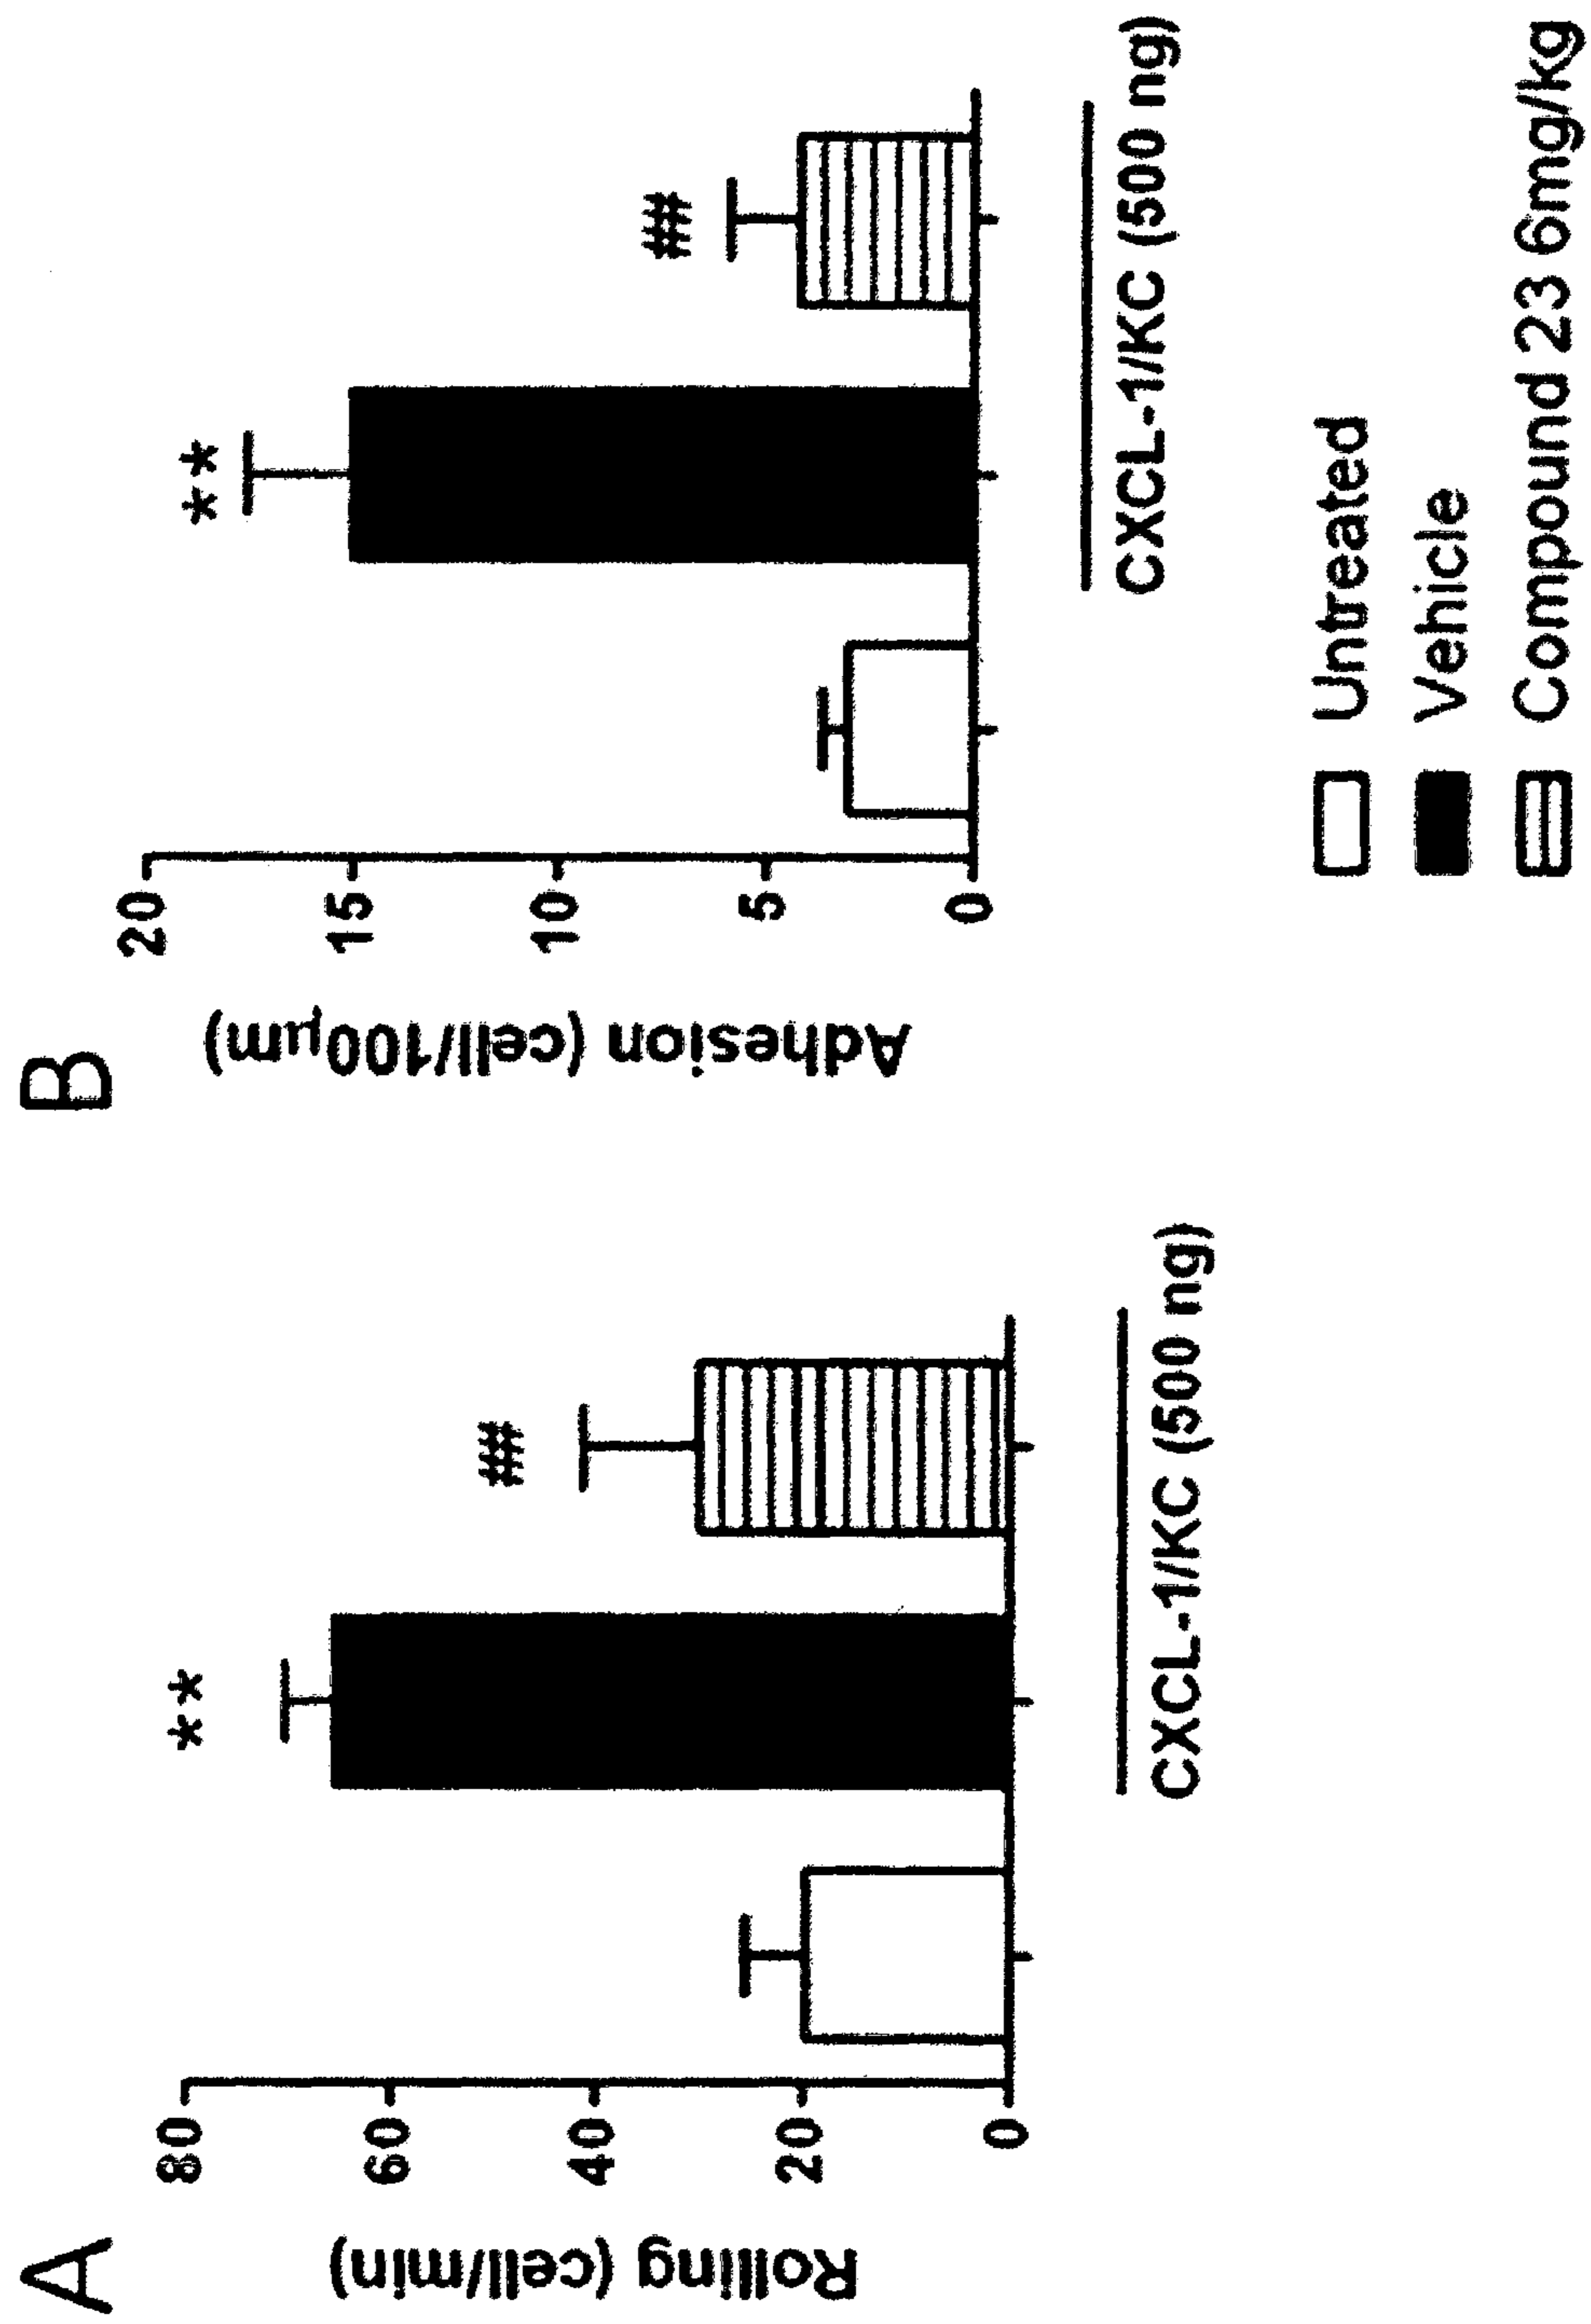 A
Rolling (cell/min)
80
60
40
20
0
**
##
CXCL-1/KC (500 ng)
B
Adhesion (cell/100µm)
20
15
10
5
0
**
##
CXCL-1/KC (500 ng)
Untreated
Vehicle
Compound 23 6mg/kg